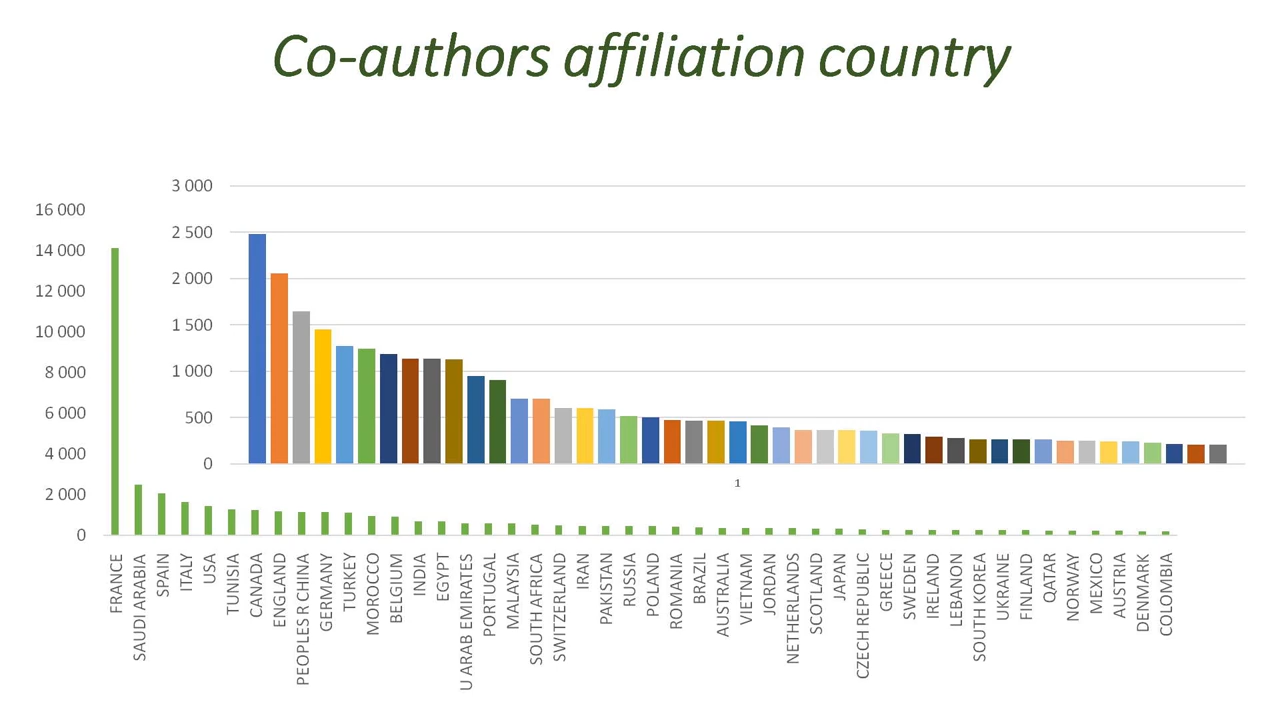 Co-authors affiliation country
3 000
2 500
2 000
1 500
1 000
500
0
1
16 000
14 000
12 000
10 000
8 000
6 000
4 000
2 000
0
FRANCE
SAUDI ARABIA
SPAIN
ITALY
USA
TUNISIA
CANADA
ENGLAND
PEOPLES R CHINA
GERMANY
TURKEY
MOROCCO
BELGIUM
INDIA
EGYPT
U ARAB EMIRATES
PORTUGAL
MALAYSIA
SOUTH AFRICA
SWITZERLAND
IRAN
PAKISTAN
RUSSIA
POLAND
ROMANIA
BRAZIL
AUSTRALIA
VIETNAM
JORDAN
NETHERLANDS
SCOTLAND
JAPAN
CZECH REPUBLIC
GREECE
SWEDEN
IRELAND
LEBANON
SOUTH KOREA
UKRAINE
FINLAND
QATAR
NORWAY
MEXICO
AUSTRIA
DENMARK
COLOMBIA